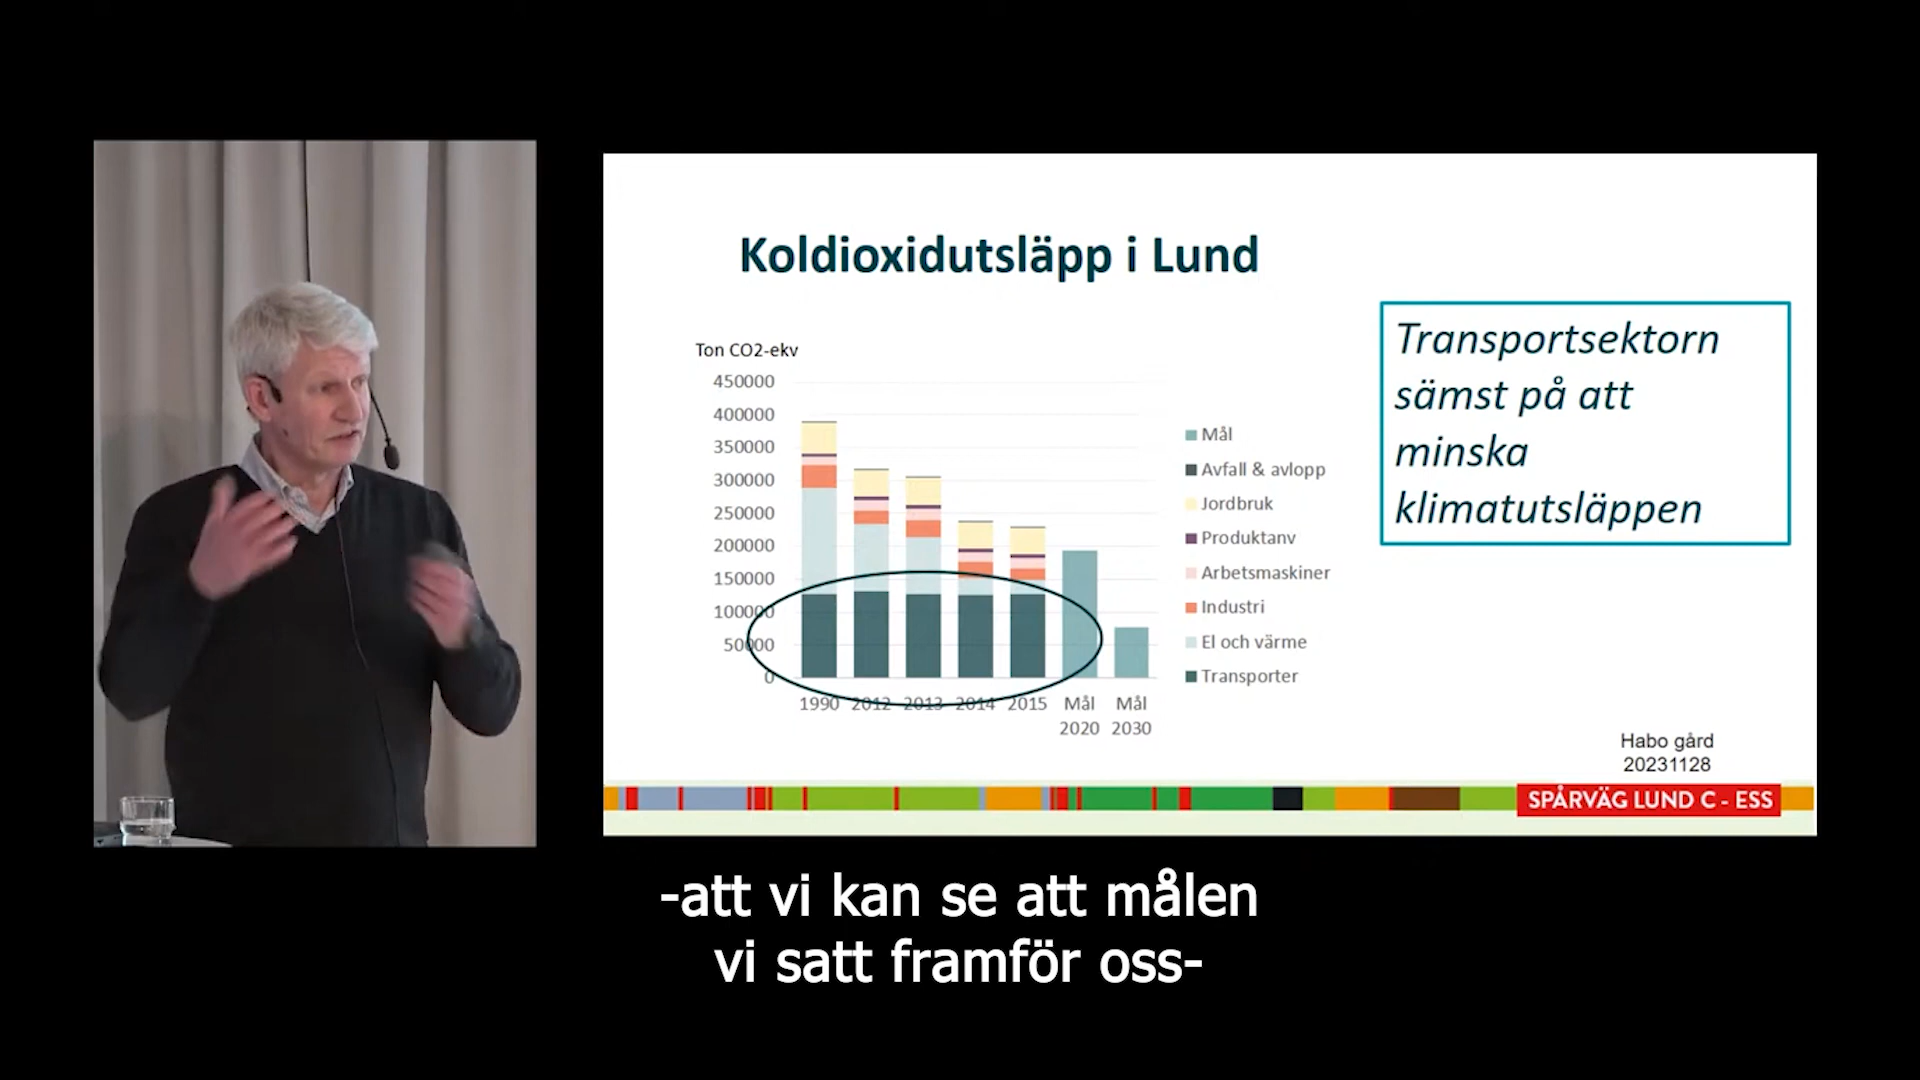 Koldioxidutsläpp i Lund
Ton CO2-ekv
450000
400000
350000
300000
250000
200000
150000
100000
50000
0
1990 2012 2013 2014 2015 Mål 2020 Mål 2030
Mål
Avfall & avlopp
Jordbruk
Produktanv
Arbetsmaskiner
Industri
El och värme
Transporter
Transportsektorn
sämst på att
minska
klimatutsläppen
Habo gård
20231128
SPÅRVÄG LUND C - ESS
-att vi kan se att målen
vi satt framför oss-